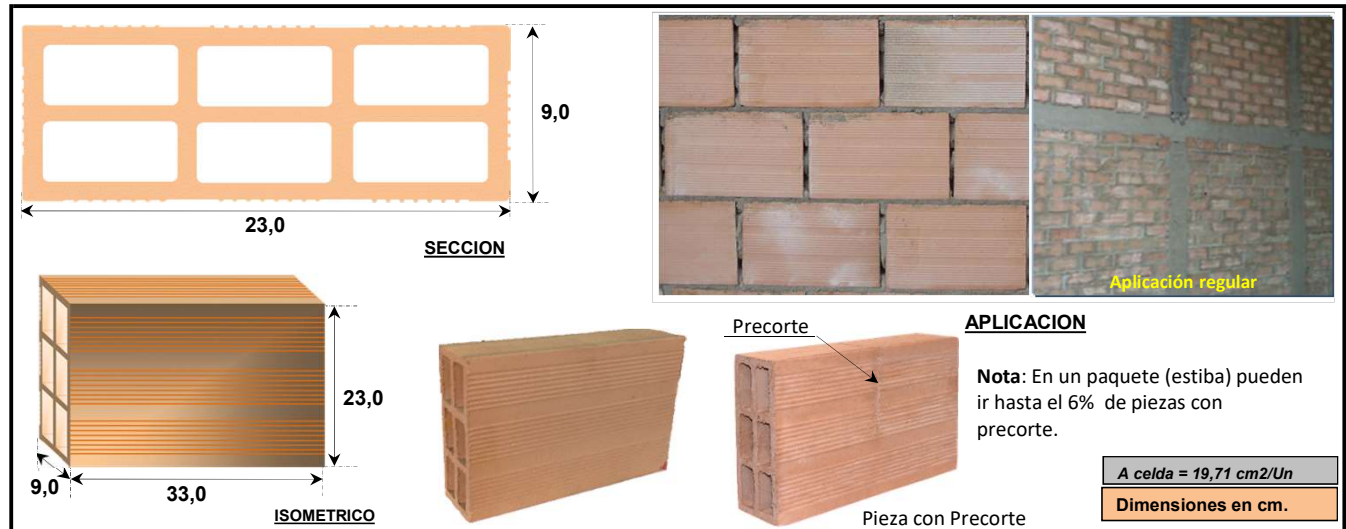 9,0
23,0
SECCION
23,0
9,0
33,0
ISOMETRICO
Aplicación regular
APLICACION
Precorte
Nota: En un paquete (estiba) pueden
ir hasta el 6% de piezas con
precorte.
Pieza con Precorte
A celda = 19,71 cm2/Un
Dimensiones en cm.